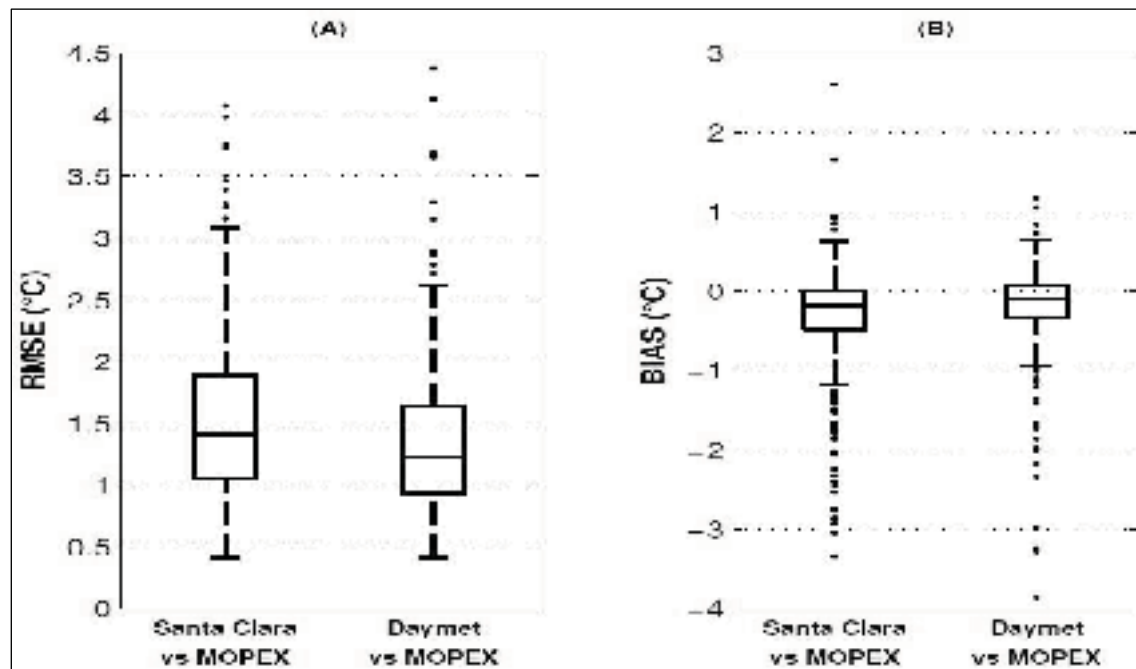 (A)
4.5
4
3.5
3
2.5
2
1.5
1
0.5
0
RMSE (°C)
Santa Clara
vs MOPEX
Daymet
vs MOPEX
(B)
3
2
1
0
−1
−2
−3
−4
BIAS (°C)
Santa Clara
vs MOPEX
Daymet
vs MOPEX